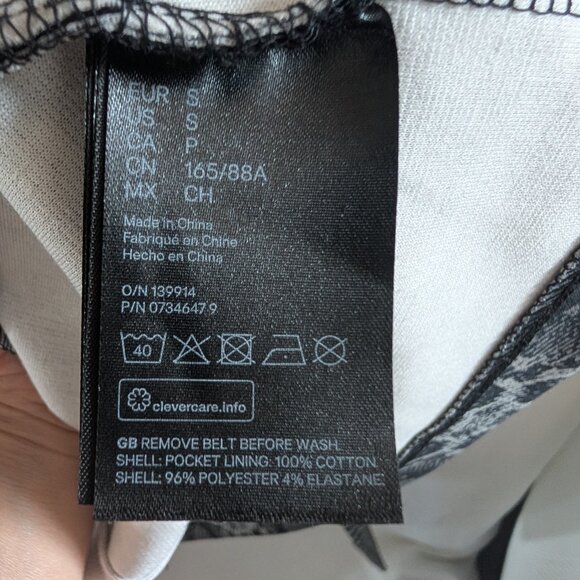 EUR S
US S
CA P
CN 165/88A
MX CH
Made in China
Fabriqué en Chine
Hecho en China
O/N 139914
P/N 0734647 9
40
clevercare.info
GB REMOVE BELT BEFORE WASH
SHELL: POCKET LINING: 100% COTTON
SHELL: 96% POLYESTER 4% ELASTANE